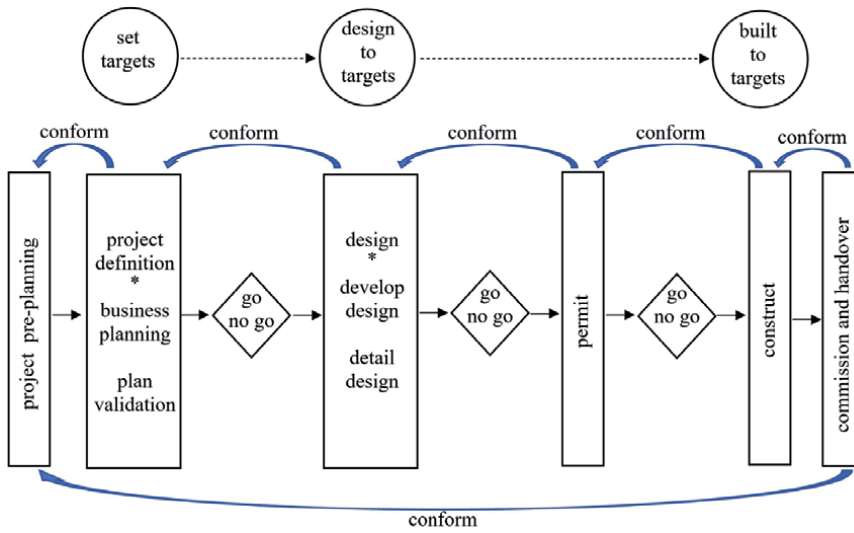 set
targets
design
to
targets
built
to
targets
conform
conform
conform
conform
conform
project pre-planning
project
definition
*
business
planning
plan
validation
go
no go
design
*
develop
design
detail
design
go
no go
permit
go
no go
construct
commission and handover
conform